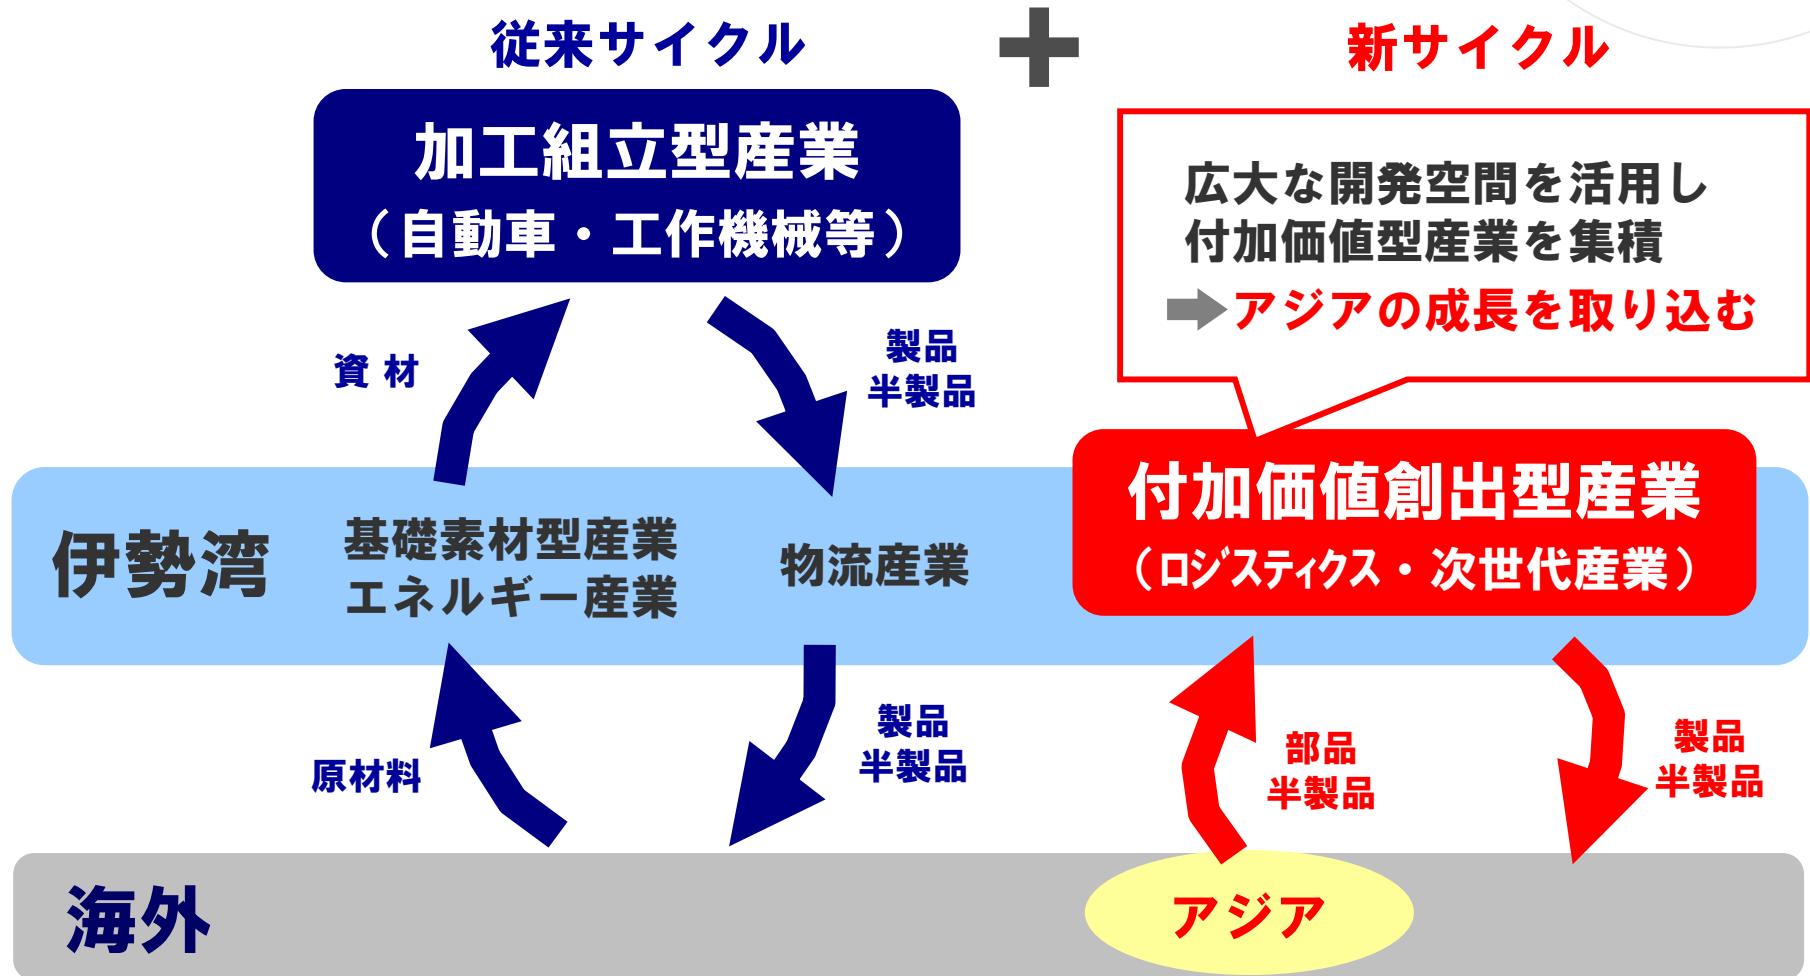 従来サイクル
+
新サイクル
加工組立型産業
（自動車・工作機械等）
広大な開発空間を活用し
付加価値型産業を集積
アジアの成長を取り込む
資 材
製品
半製品
伊勢湾
基礎素材型産業
エネルギー産業
物流産業
付加価値創出型産業
（ﾛｼﾞｽﾃｨｸｽ・次世代産業）
原材料
製品
半製品
部品
半製品
製品
半製品
海外
アジア